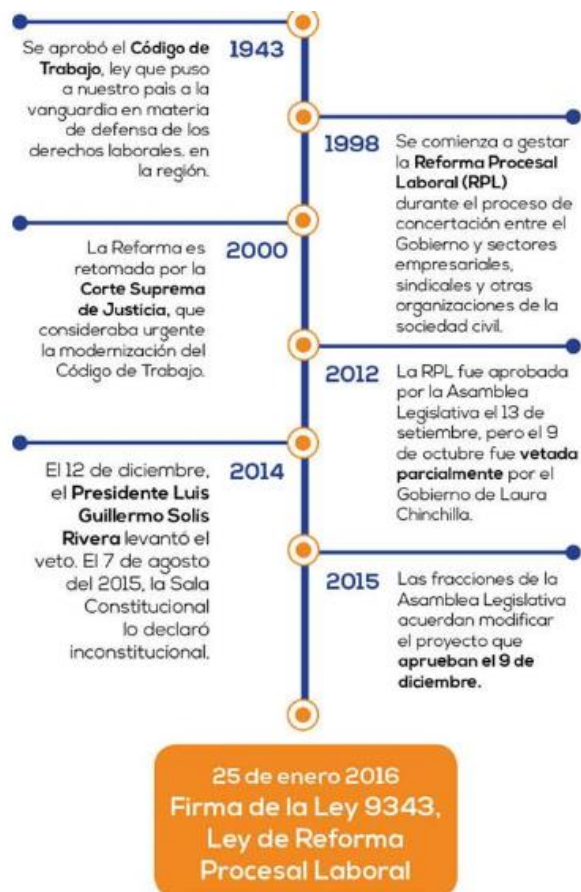 1943
Se aprobó el Código de
Trabajo, ley que puso
a nuestro país a la
vanguardia en materia
de defensa de los
derechos laborales. en
la región.
1998
Se comienza a gestar
la Reforma Procesal
Laboral (RPL)
durante el proceso de
concertación entre el
Gobierno y sectores
empresariales,
sindicales y otras
organizaciones de la
sociedad civil.
2000
La Reforma es
retomada por la
Corte Suprema
de Justicia, que
consideraba urgente
la modernización del
Código de Trabajo.
2012
La RPL fue aprobada
por la Asamblea
Legislativa el 13 de
setiembre, pero el 9
de octubre fue vetada
parcialmente por el
Gobierno de Laura
Chinchilla.
2014
El 12 de diciembre,
el Presidente Luis
Guillermo Solís
Rivera levantó el
veto. El 7 de agosto
del 2015, la Sala
Constitucional
lo declaró
inconstitucional.
2015
Las fracciones de la
Asamblea Legislativa
acuerdan modificar
el proyecto que
aprueban el 9 de
diciembre.
25 de enero 2016
Firma de la Ley 9343,
Ley de Reforma
Procesal Laboral